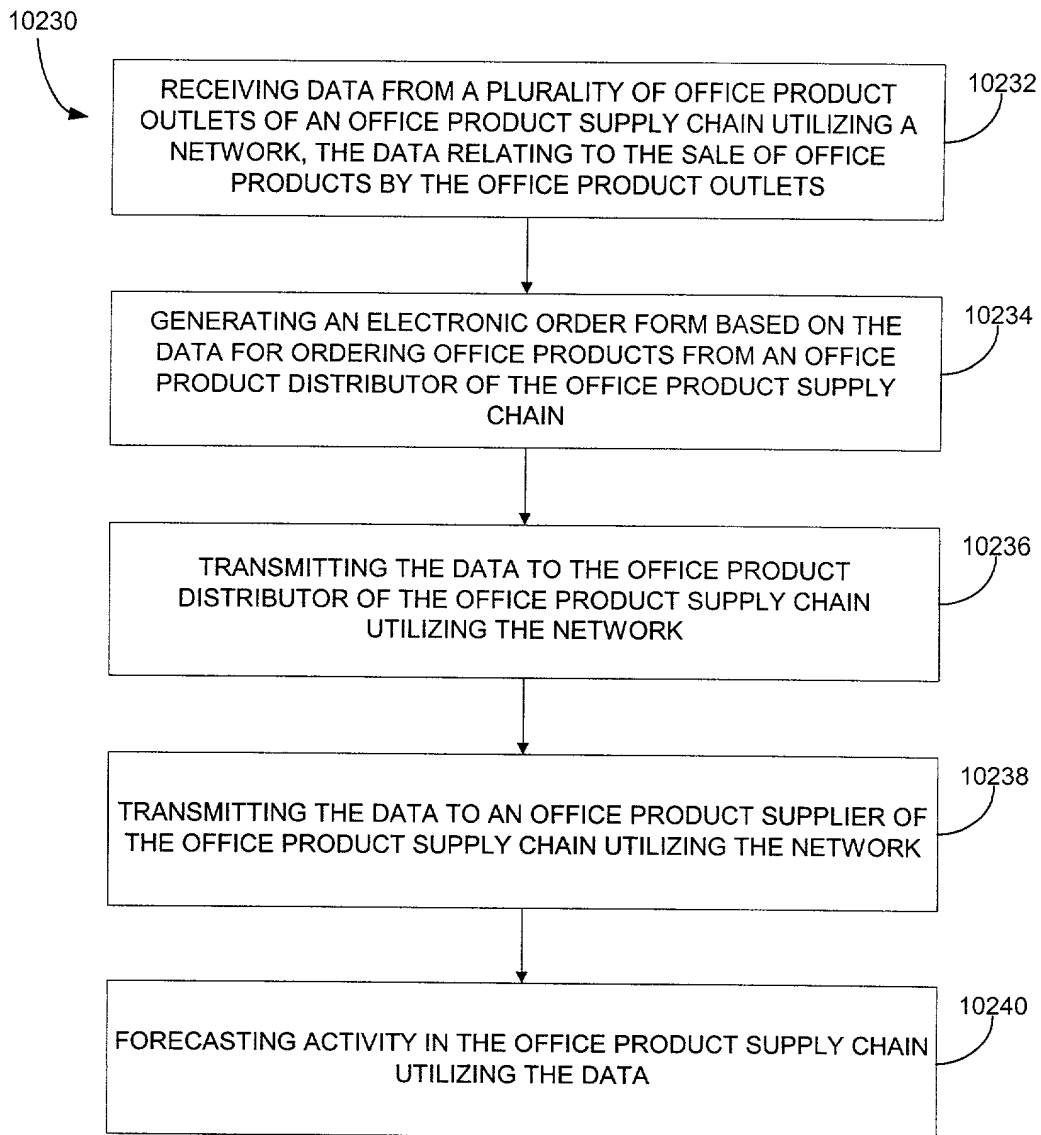 10230
RECEIVING DATA FROM A PLURALITY OF OFFICE PRODUCT
OUTLETS OF AN OFFICE PRODUCT SUPPLY CHAIN UTILIZING A
NETWORK, THE DATA RELATING TO THE SALE OF OFFICE
PRODUCTS BY THE OFFICE PRODUCT OUTLETS
10232
GENERATING AN ELECTRONIC ORDER FORM BASED ON THE
DATA FOR ORDERING OFFICE PRODUCTS FROM AN OFFICE
PRODUCT DISTRIBUTOR OF THE OFFICE PRODUCT SUPPLY
CHAIN
10234
TRANSMITTING THE DATA TO THE OFFICE PRODUCT
DISTRIBUTOR OF THE OFFICE PRODUCT SUPPLY CHAIN
UTILIZING THE NETWORK
10236
TRANSMITTING THE DATA TO AN OFFICE PRODUCT SUPPLIER OF
THE OFFICE PRODUCT SUPPLY CHAIN UTILIZING THE NETWORK
10238
FORECASTING ACTIVITY IN THE OFFICE PRODUCT SUPPLY CHAIN
UTILIZING THE DATA
10240